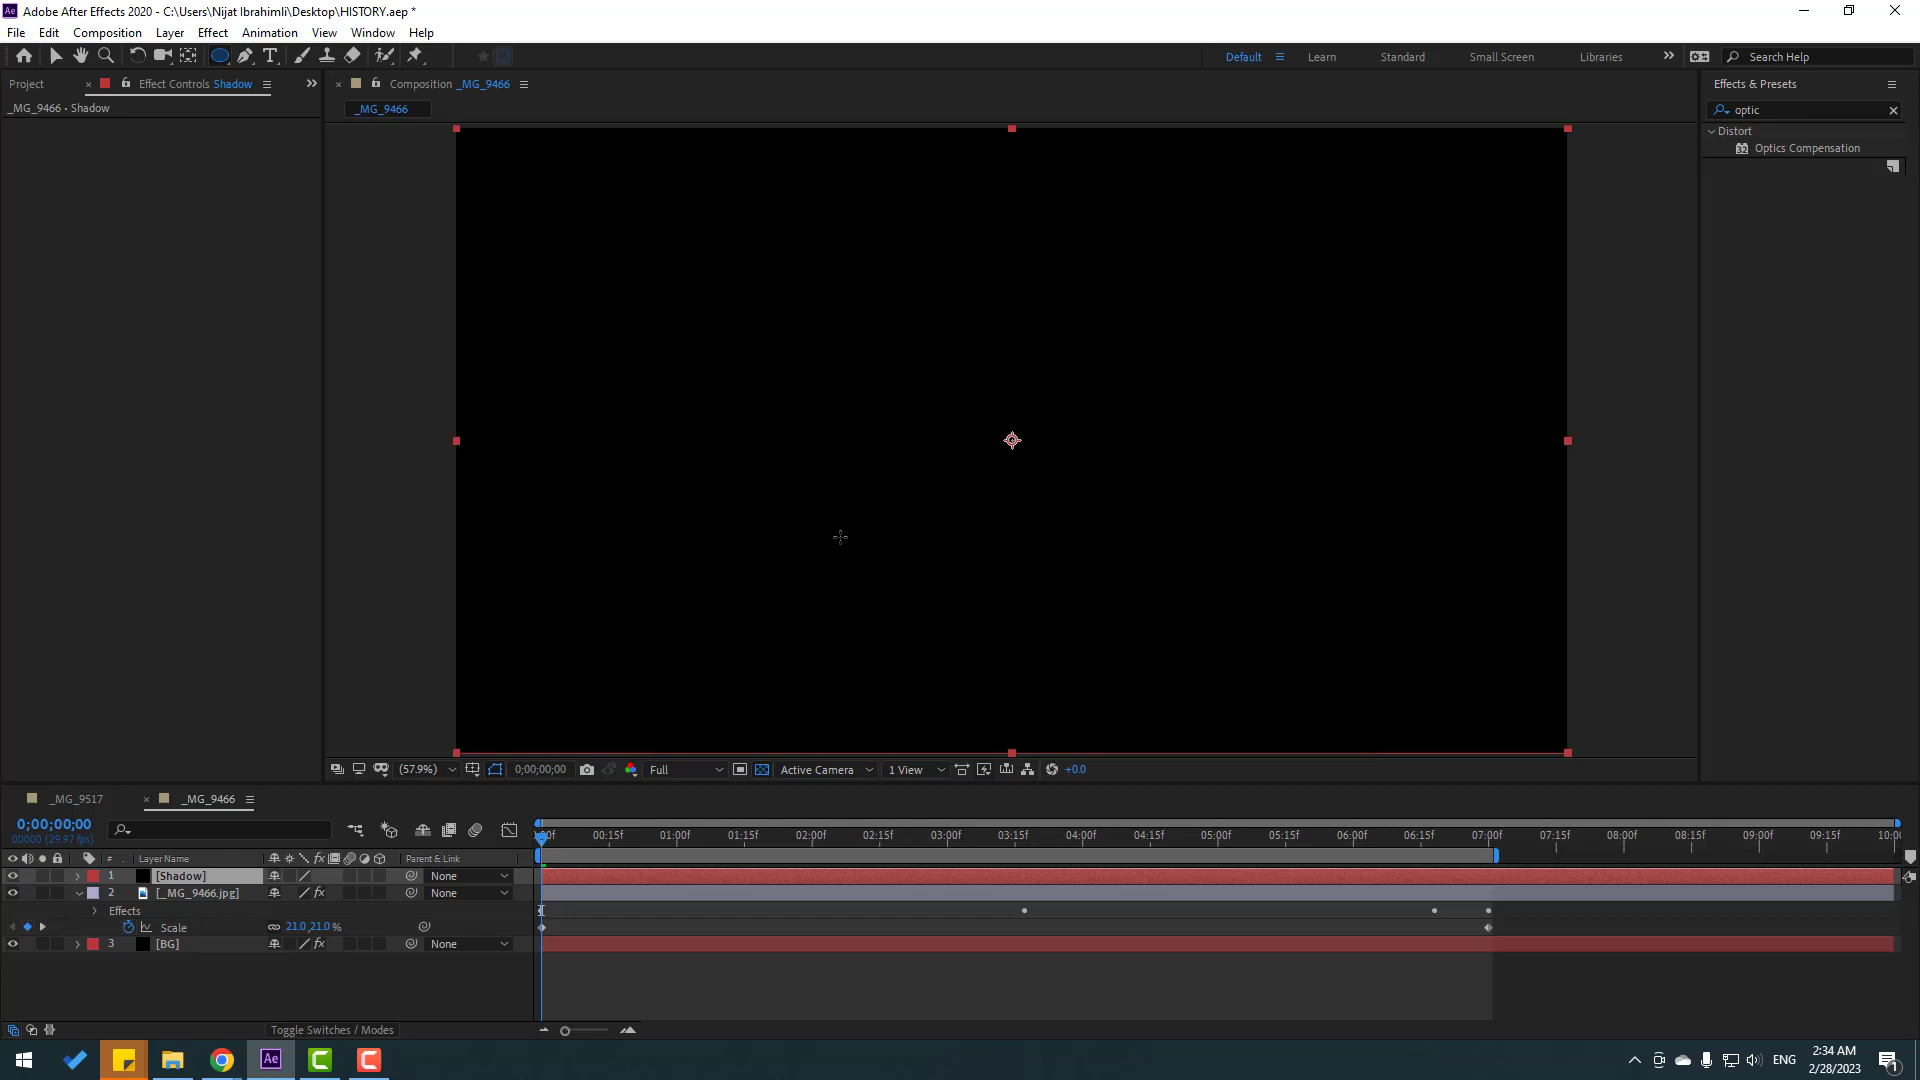 Adobe After Effects 2020 - C:\Users\Nijat Ibrahimli\Desktop\HISTORY.aep *
File Edit Composition Layer Effect Animation View Window Help
Default Learn Standard Small Screen Libraries Search Help
Project Effect Controls Shadow Composition _MG_9466 Effects & Presets
_MG_9466 • Shadow
_MG_9466
optic
Distort
Optics Compensation
(57.9%) 0;00;00;00 Full Active Camera 1 View +0.0
_MG_9517 _MG_9466
0;00;00;00
00000 (29.97 fps)
00:15f 01:00f 01:15f 02:00f 02:15f 03:00f 03:15f 04:00f 04:15f 05:00f 05:15f 06:00f 06:15f 07:00f 07:15f 08:00f 08:15f 09:00f 09:15f
# Layer Name Parent & Link
1 [Shadow] None
2 [_MG_9466.jpg] fx None
Effects
Scale 21.0,21.0%
3 [BG] fx None
Toggle Switches / Modes
ENG 2:34 AM
2/28/2023